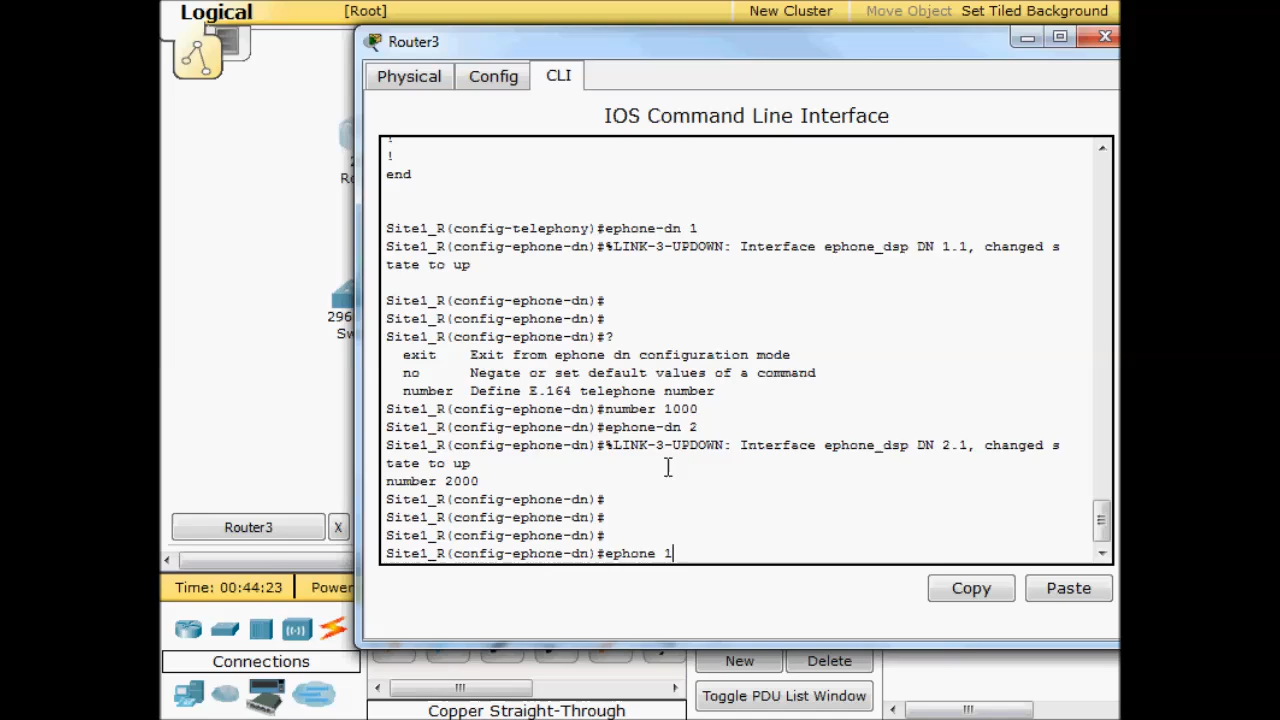 Logical
[Root]
New Cluster
Move Object
Set Tiled Background
Router3
Physical
Config
CLI
IOS Command Line Interface
!
!
end
Site1_R(config-telephony)#ephone-dn 1
Site1_R(config-ephone-dn)#%LINK-3-UPDOWN: Interface ephone_dsp DN 1.1, changed s
tate to up
Site1_R(config-ephone-dn)#
Site1_R(config-ephone-dn)#
Site1_R(config-ephone-dn)#?
exit Exit from ephone dn configuration mode
no Negate or set default values of a command
number Define E.164 telephone number
Site1_R(config-ephone-dn)#number 1000
Site1_R(config-ephone-dn)#ephone-dn 2
Site1_R(config-ephone-dn)#%LINK-3-UPDOWN: Interface ephone_dsp DN 2.1, changed s
tate to up
number 2000
Site1_R(config-ephone-dn)#
Site1_R(config-ephone-dn)#
Site1_R(config-ephone-dn)#
Site1_R(config-ephone-dn)#ephone 1
Copy
Paste
2
Re
296
Sw
Router3
X
Time: 00:44:23
Power
Connections
New
Delete
Toggle PDU List Window
Copper Straight-Through